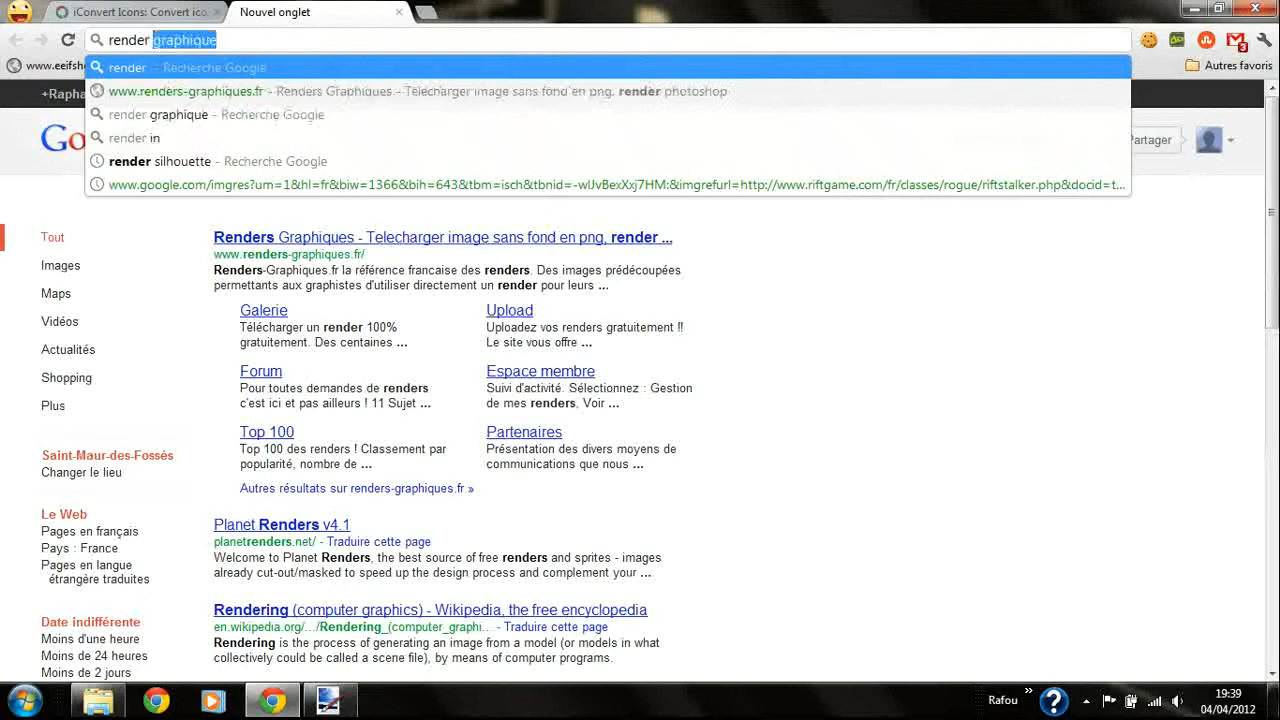 iConvert Icons: Convert ico
Nouvel onglet
render graphique
render – Recherche Google
www.eeifsh
www.renders-graphiques.fr - Renders Graphiques - Telecharger image sans fond en png. render photoshop
Autres favoris
+Rapha
render graphique - Recherche Google
Go
render in
Partager
render silhouette - Recherche Google
www.google.com/imgres?um=1&hl=fr&biw=1366&bih=643&tbm=isch&tbnid=-wlJvBexXxj7HM:&imgrefurl=http://www.riftgame.com/fr/classes/rogue/riftstalker.php&docid=t...
Tout
Images
Maps
Vidéos
Actualités
Shopping
Plus
Saint-Maur-des-Fossés
Changer le lieu
Le Web
Pages en français
Pays : France
Pages en langue
étrangère traduites
Date indifférente
Moins d'une heure
Moins de 24 heures
Moins de 2 jours
Renders Graphiques - Telecharger image sans fond en png, render ...
www.renders-graphiques.fr/
Renders-Graphiques.fr la référence francaise des renders. Des images prédécoupées
permettants aux graphistes d'utiliser directement un render pour leurs ...
Galerie
Télécharger un render 100%
gratuitement. Des centaines ...
Upload
Uploadez vos renders gratuitement !!
Le site vous offre ...
Forum
Pour toutes demandes de renders
c'est ici et pas ailleurs ! 11 Sujet ...
Espace membre
Suivi d'activité. Sélectionnez : Gestion
de mes renders, Voir ...
Top 100
Top 100 des renders ! Classement par
popularité, nombre de ...
Partenaires
Présentation des divers moyens de
communications que nous ...
Autres résultats sur renders-graphiques.fr »
Planet Renders v4.1
planetrenders.net/ - Traduire cette page
Welcome to Planet Renders, the best source of free renders and sprites - images
already cut-out/masked to speed up the design process and complement your ...
Rendering (computer graphics) - Wikipedia, the free encyclopedia
en.wikipedia.org/.../Rendering_(computer_graphi... - Traduire cette page
Rendering is the process of generating an image from a model (or models in what
collectively could be called a scene file), by means of computer programs.
Rafou
19:39
04/04/2012
3